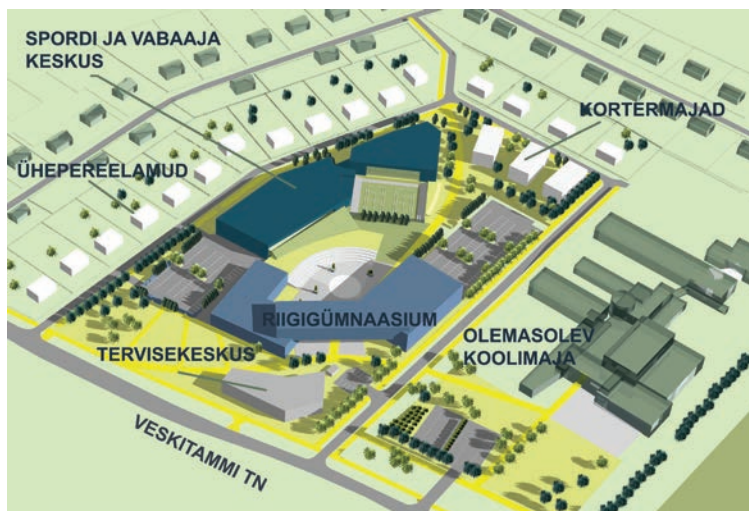 SPORDI JA VABAAJA
KESKUS
KORTERMAJAD
ÜHEPEREELAMUD
RIIGIGÜMNAASIUM
OLEMASOLEV
KOOLIMAJA
TERVISEKESKUS
VESKITAMMI TN